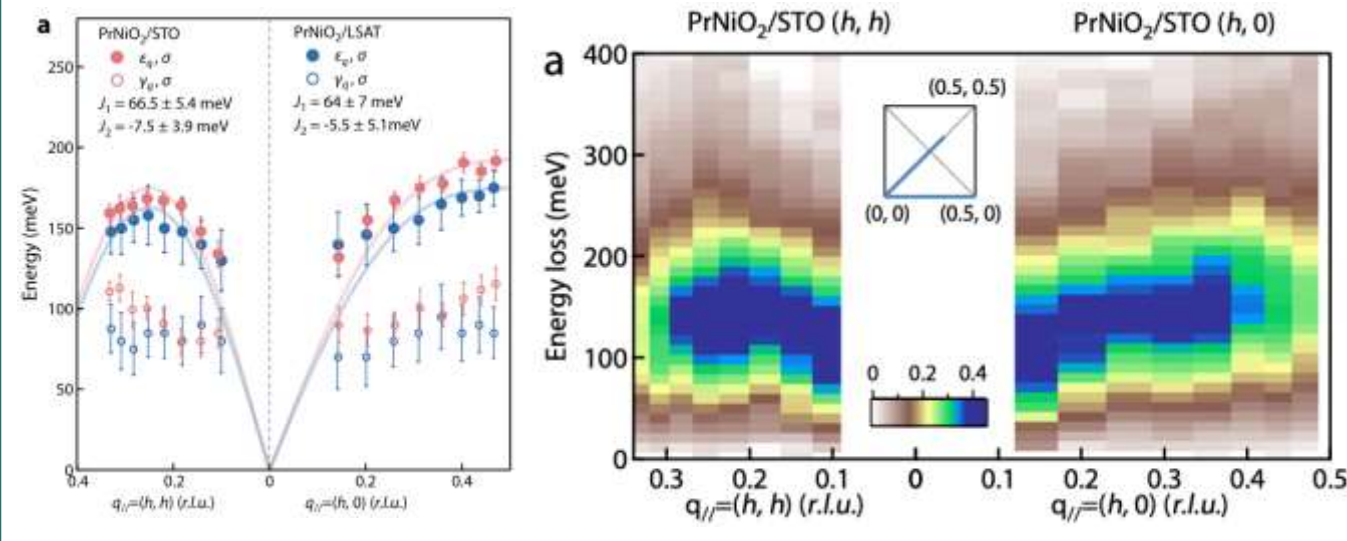 a
PrNiO2/STO
εq, σ
γq, σ
J1 = 66.5 ± 5.4 meV
J2 = -7.5 ± 3.9 meV
PrNiO2/LSAT
εq, σ
γq, σ
J1 = 64 ± 7 meV
J2 = -5.5 ± 5.1meV
Energy (meV)
250
200
150
100
50
0
0.4
0.2
0
0.2
0.4
q//=(h, h) (r.l.u.)
q//=(h, 0) (r.l.u.)
a
PrNiO2/STO (h, h)
PrNiO2/STO (h, 0)
Energy loss (meV)
400
300
200
100
0
(0.5, 0.5)
(0, 0)
(0.5, 0)
0
0.2
0.4
0.3
0.2
0.1
0
0.1
0.2
0.3
0.4
0.5
q//=(h, h) (r.l.u.)
q//=(h, 0) (r.l.u.)